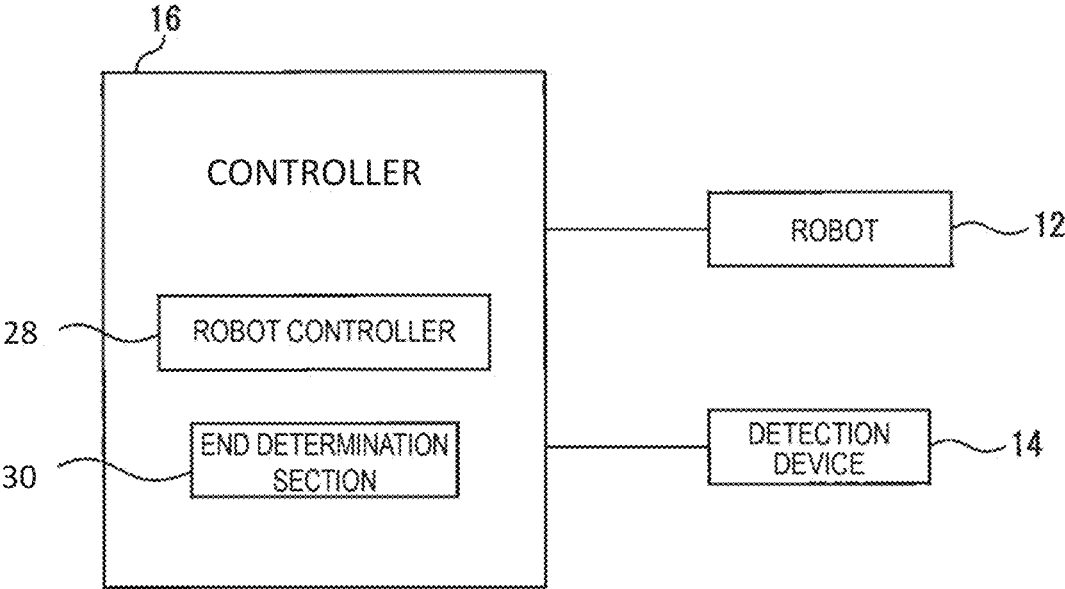 16
CONTROLLER
ROBOT
12
28
ROBOT CONTROLLER
30
END DETERMINATION
SECTION
DETECTION
DEVICE
14